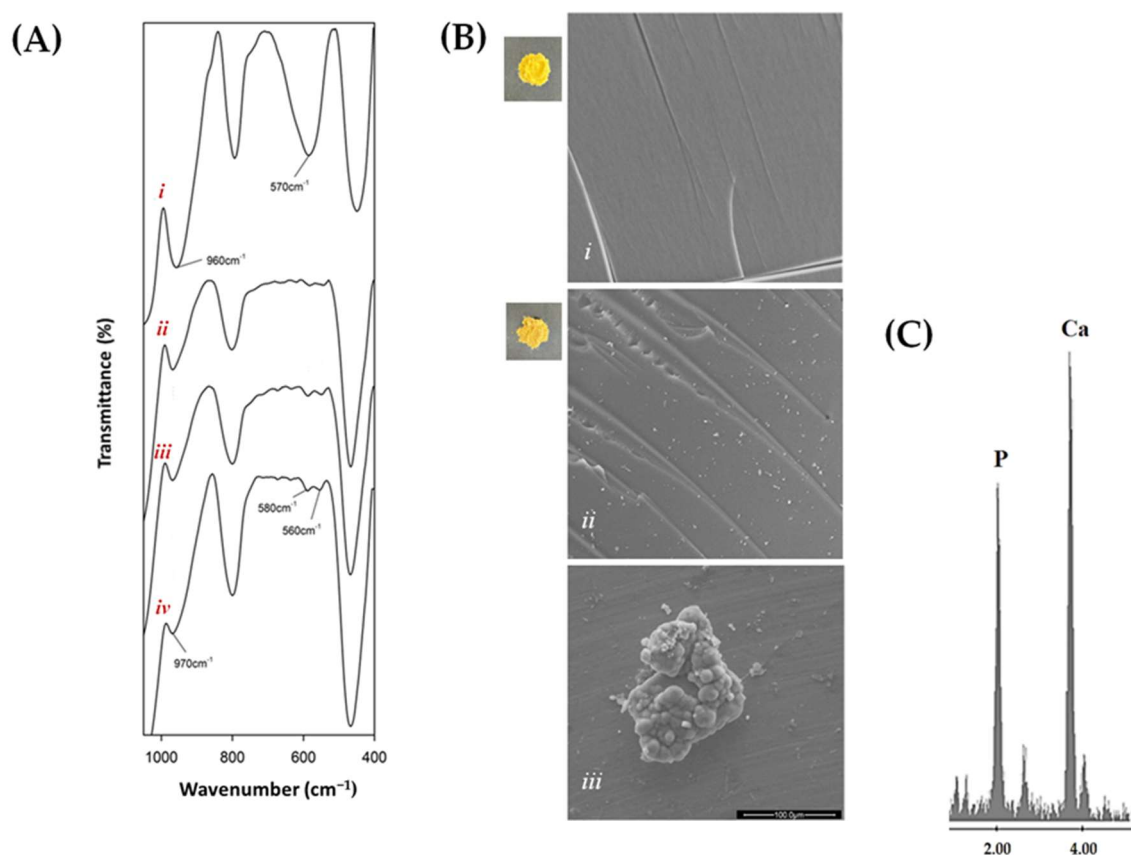 (A)
i
570cm⁻¹
960cm⁻¹
ii
iii
580cm⁻¹
560cm⁻¹
iv
970cm⁻¹
Transmittance (%)
1000 800 600 400
Wavenumber (cm⁻¹)
(B)
i
ii
iii
100.0µm
(C)
Ca
P
2.00 4.00